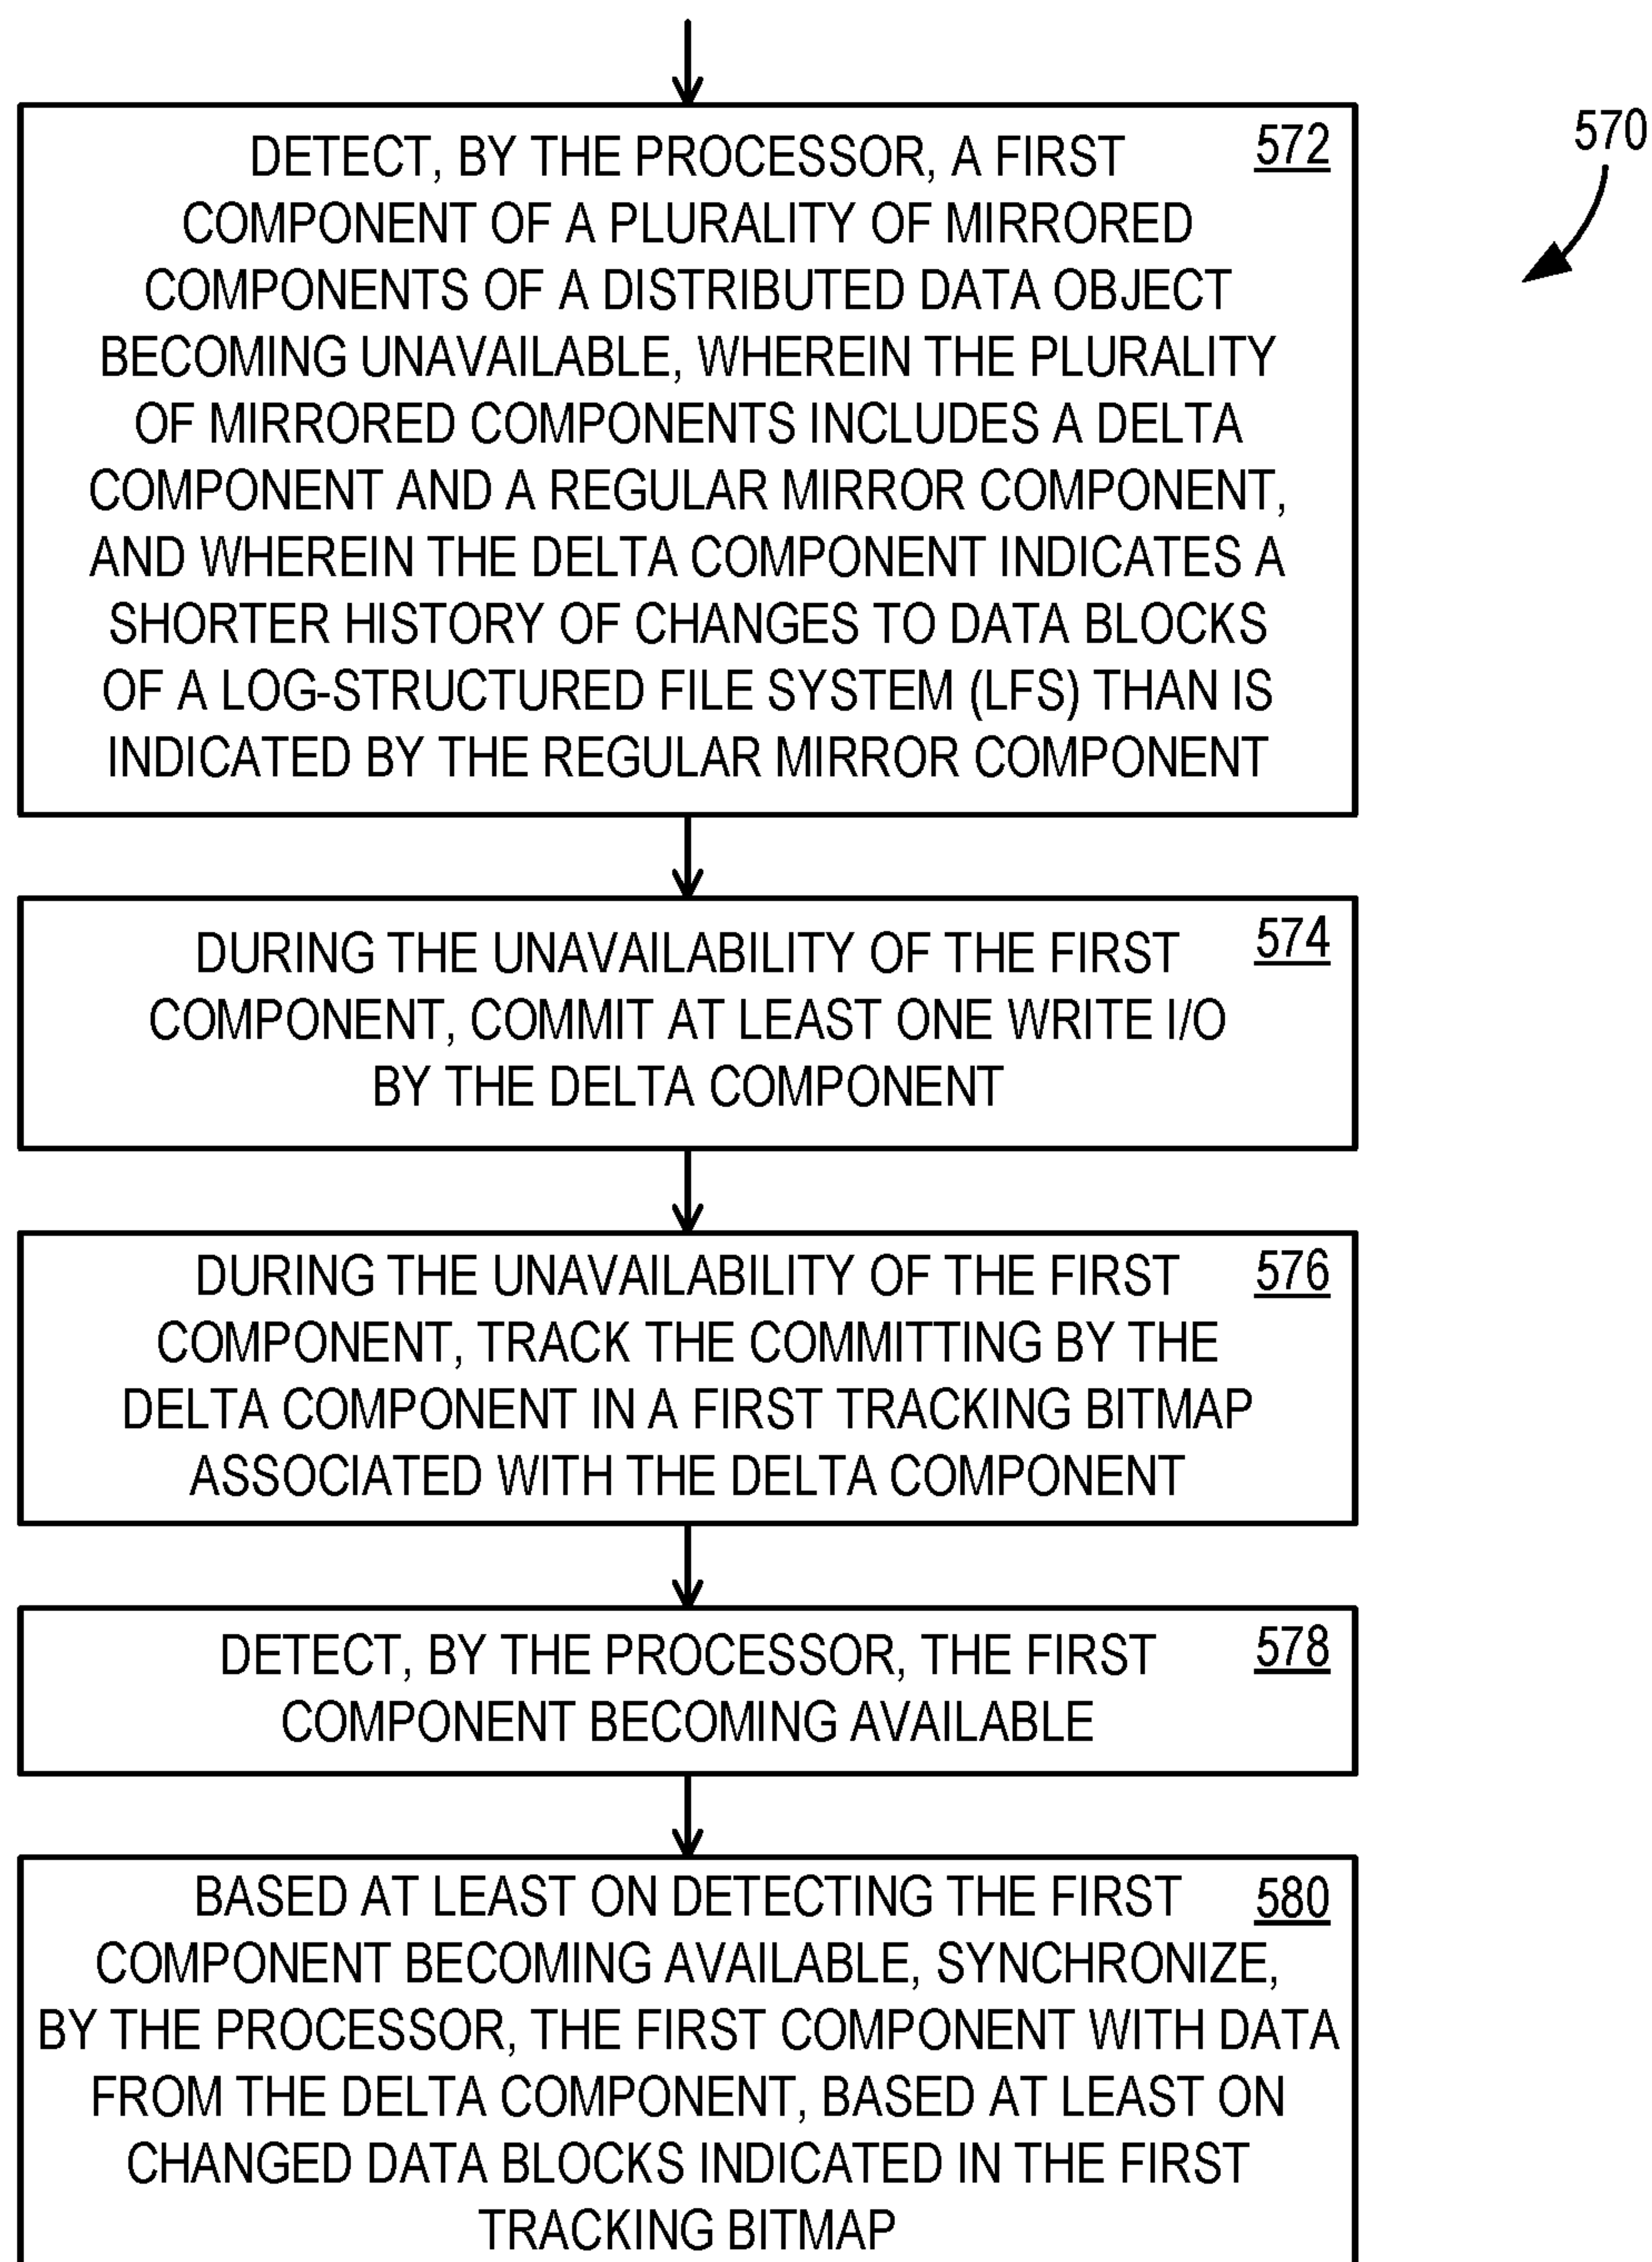 570
572
DETECT, BY THE PROCESSOR, A FIRST
COMPONENT OF A PLURALITY OF MIRRORED
COMPONENTS OF A DISTRIBUTED DATA OBJECT
BECOMING UNAVAILABLE, WHEREIN THE PLURALITY
OF MIRRORED COMPONENTS INCLUDES A DELTA
COMPONENT AND A REGULAR MIRROR COMPONENT,
AND WHEREIN THE DELTA COMPONENT INDICATES A
SHORTER HISTORY OF CHANGES TO DATA BLOCKS
OF A LOG-STRUCTURED FILE SYSTEM (LFS) THAN IS
INDICATED BY THE REGULAR MIRROR COMPONENT
574
DURING THE UNAVAILABILITY OF THE FIRST
COMPONENT, COMMIT AT LEAST ONE WRITE I/O
BY THE DELTA COMPONENT
576
DURING THE UNAVAILABILITY OF THE FIRST
COMPONENT, TRACK THE COMMITTING BY THE
DELTA COMPONENT IN A FIRST TRACKING BITMAP
ASSOCIATED WITH THE DELTA COMPONENT
578
DETECT, BY THE PROCESSOR, THE FIRST
COMPONENT BECOMING AVAILABLE
580
BASED AT LEAST ON DETECTING THE FIRST
COMPONENT BECOMING AVAILABLE, SYNCHRONIZE,
BY THE PROCESSOR, THE FIRST COMPONENT WITH DATA
FROM THE DELTA COMPONENT, BASED AT LEAST ON
CHANGED DATA BLOCKS INDICATED IN THE FIRST
TRACKING BITMAP